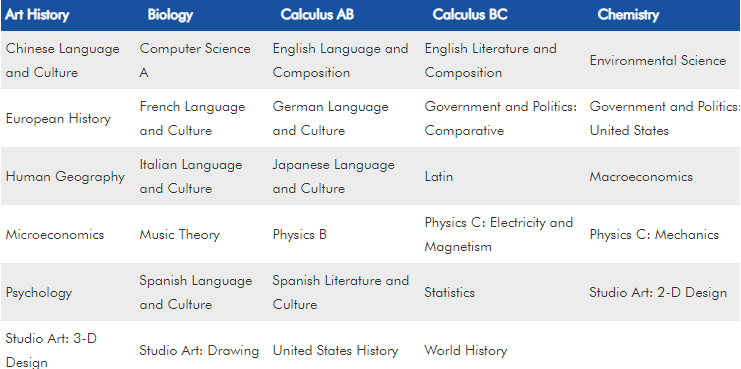 Art History Biology Calculus AB Calculus BC Chemistry
Chinese Language and Culture Computer Science A English Language and Composition English Literature and Composition Environmental Science
European History French Language and Culture German Language and Culture Government and Politics: Comparative Government and Politics: United States
Human Geography Italian Language and Culture Japanese Language and Culture Latin Macroeconomics
Microeconomics Music Theory Physics B Physics C: Electricity and Magnetism Physics C: Mechanics
Psychology Spanish Language and Culture Spanish Literature and Culture Statistics Studio Art: 2-D Design
Studio Art: 3-D Design Studio Art: Drawing United States History World History